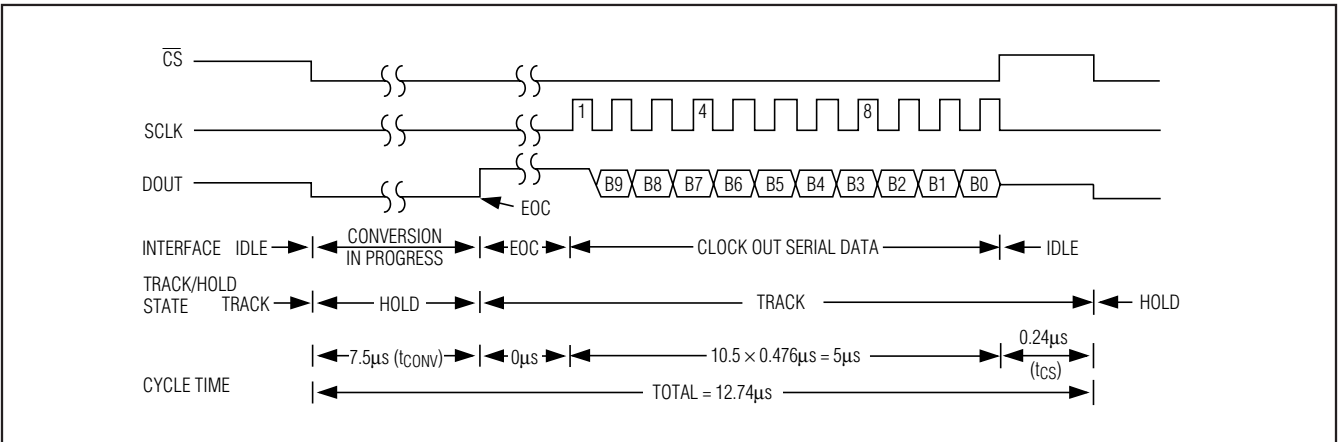 CS
SCLK 1 4 8
DOUT B9 B8 B7 B6 B5 B4 B3 B2 B1 B0
EOC
INTERFACE IDLE CONVERSION IN PROGRESS EOC CLOCK OUT SERIAL DATA IDLE
TRACK/HOLD
STATE TRACK HOLD TRACK HOLD
7.5µs (tCONV) 0µs 10.5 × 0.476µs = 5µs 0.24µs (tCS)
CYCLE TIME
TOTAL = 12.74µs